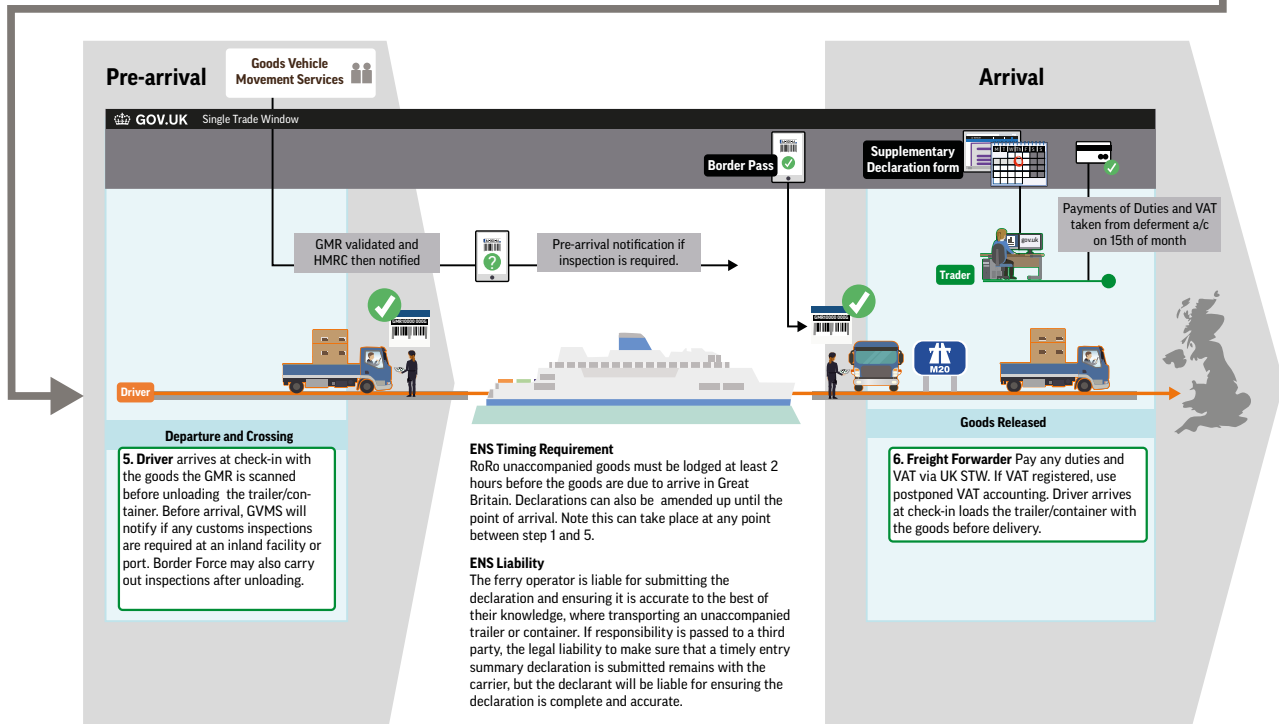 Pre-arrival
Goods Vehicle
Movement Services
Arrival
GOV.UK Single Trade Window
Border Pass
Supplementary
Declaration form
M T W Th F S S
Payments of Duties and VAT
taken from deferment a/c
on 15th of month
GMR validated and
HMRC then notified
Pre-arrival notification if
inspection is required.
gov.uk
Trader
M20
Driver
Departure and Crossing
5. Driver arrives at check-in with
the goods the GMR is scanned
before unloading the trailer/con-
tainer. Before arrival, GVMS will
notify if any customs inspections
are required at an inland facility or
port. Border Force may also carry
out inspections after unloading.
ENS Timing Requirement
RoRo unaccompanied goods must be lodged at least 2
hours before the goods are due to arrive in Great
Britain. Declarations can also be amended up until the
point of arrival. Note this can take place at any point
between step 1 and 5.
ENS Liability
The ferry operator is liable for submitting the
declaration and ensuring it is accurate to the best of
their knowledge, where transporting an unaccompanied
trailer or container. If responsibility is passed to a third
party, the legal liability to make sure that a timely entry
summary declaration is submitted remains with the
carrier, but the declarant will be liable for ensuring the
declaration is complete and accurate.
Goods Released
6. Freight Forwarder Pay any duties and
VAT via UK STW. If VAT registered, use
postponed VAT accounting. Driver arrives
at check-in loads the trailer/container with
the goods before delivery.